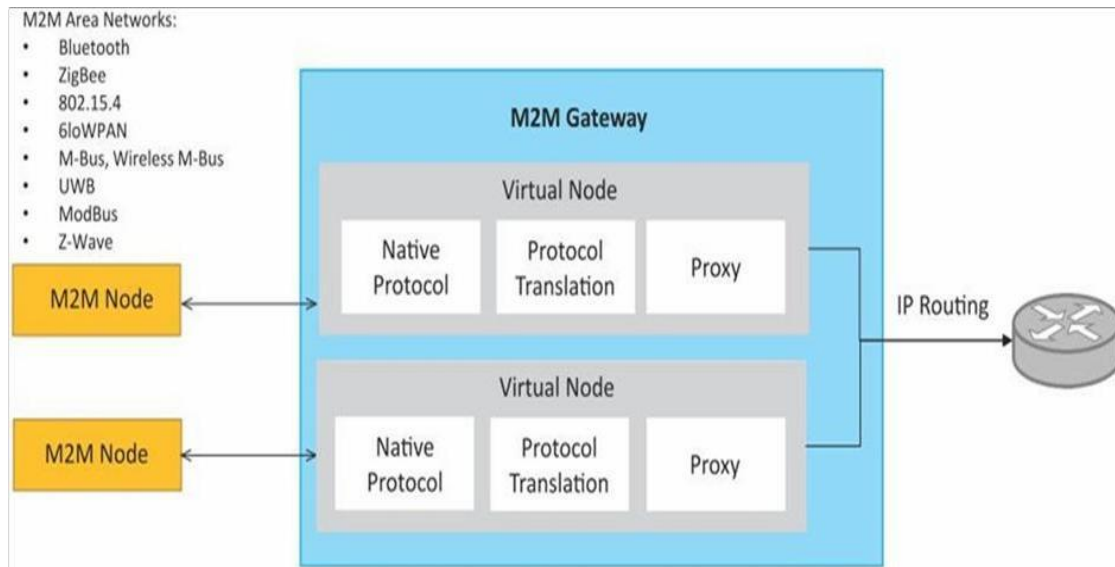 M2M Area Networks:
• Bluetooth
• ZigBee
• 802.15.4
• 6loWPAN
• M-Bus, Wireless M-Bus
• UWB
• ModBus
• Z-Wave
M2M Gateway
Virtual Node
Native
Protocol
Protocol
Translation
Proxy
M2M Node
IP Routing
Virtual Node
Native
Protocol
Protocol
Translation
Proxy
M2M Node